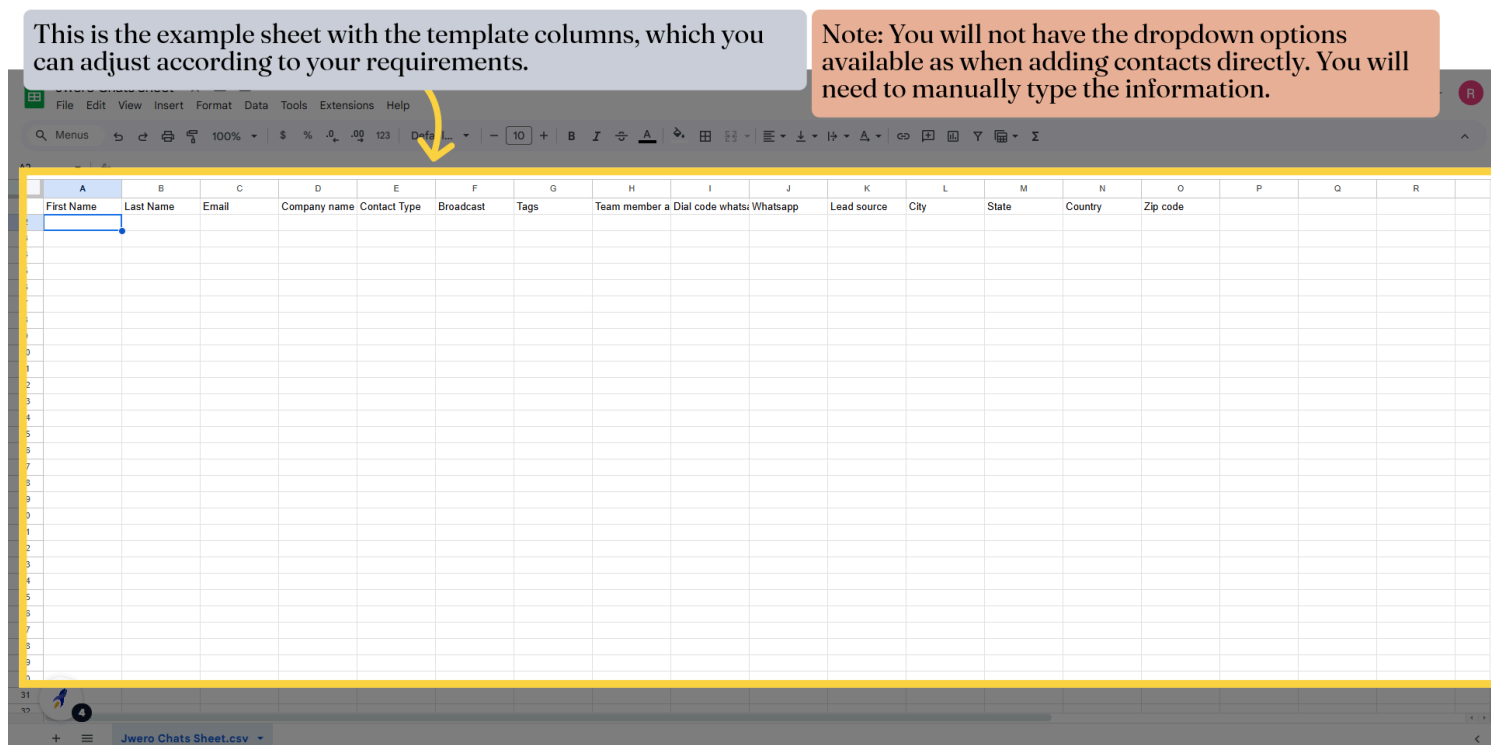 This is the example sheet with the template columns, which you
can adjust according to your requirements.
Note: You will not have the dropdown options
available as when adding contacts directly. You will
need to manually type the information.
R
File Edit View Insert Format Data Tools Extensions Help
Menus 100% $ % .0 .00 123 10 B I A Σ
A B C D E F G H I J K L M N O P Q R
First Name Last Name Email Company name Contact Type Broadcast Tags Team member a Dial code whatsa Whatsapp Lead source City State Country Zip code
31
4
Jwero Chats Sheet.csv